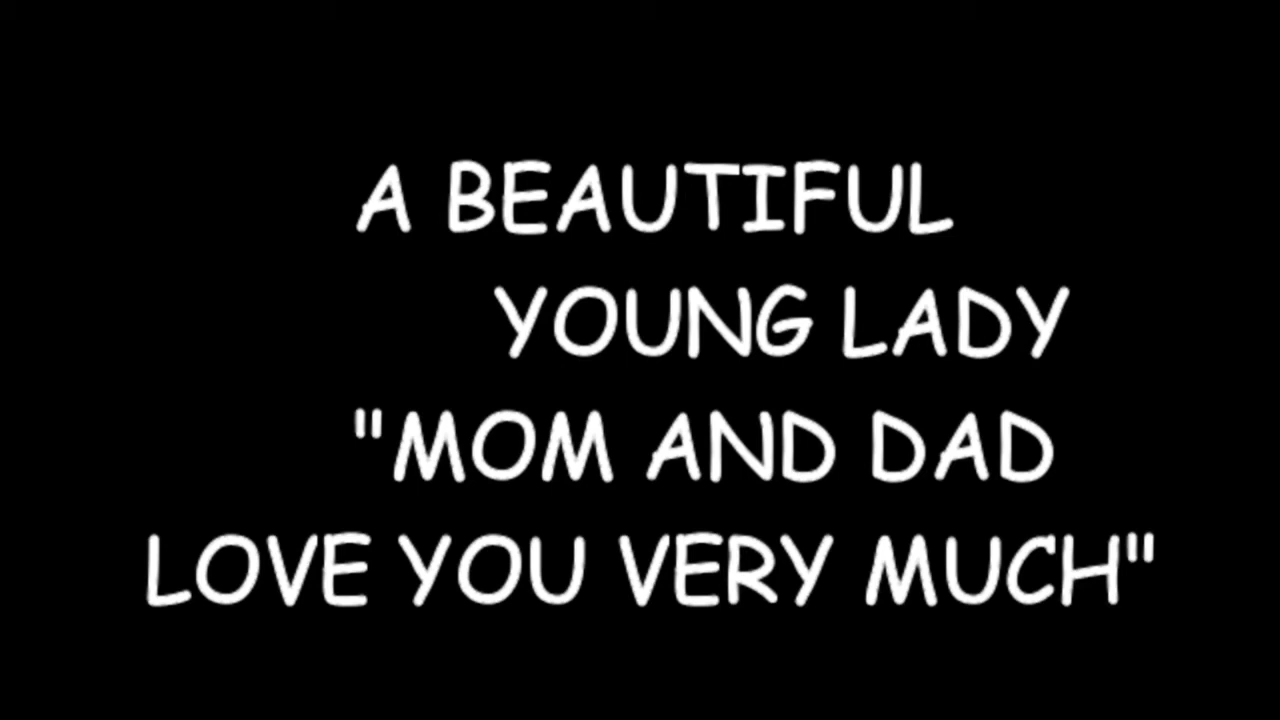 A BEAUTIFUL
YOUNG LADY
"MOM AND DAD
LOVE YOU VERY MUCH"